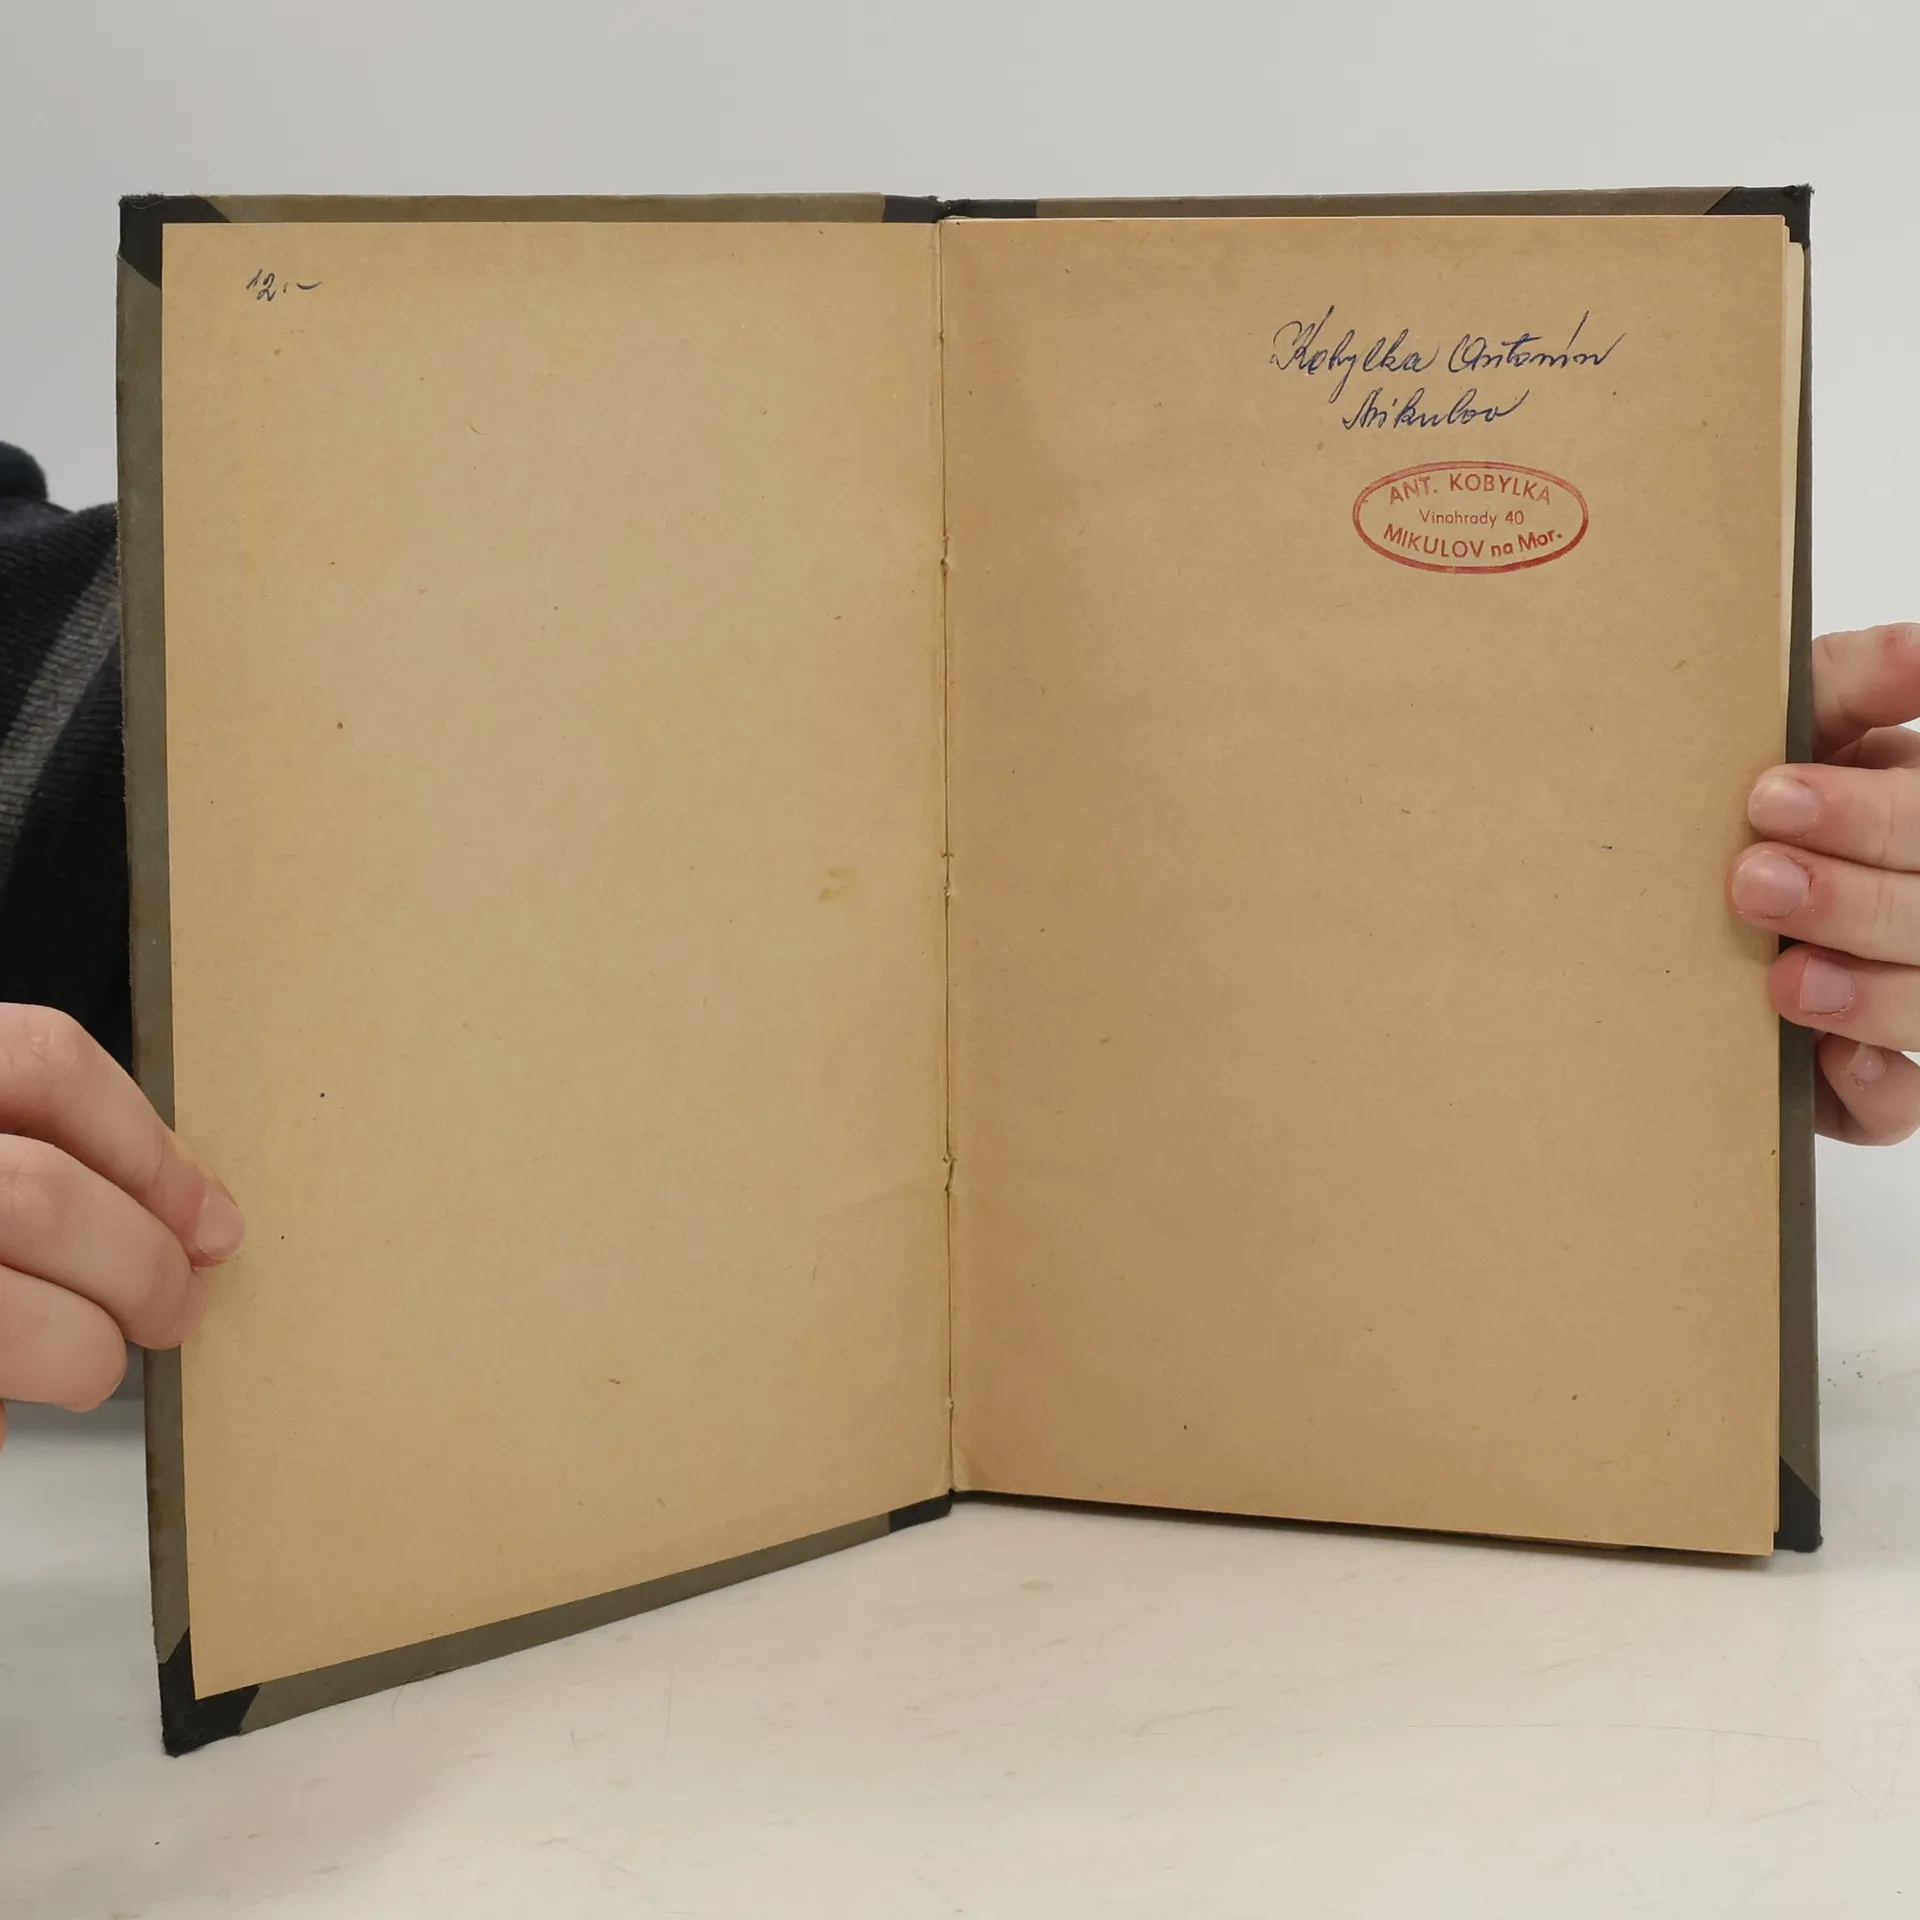 12.-
Kobylka Antonín
Mikulov
ANT. KOBYLKA
Vinohrady 40
MIKULOV na Mor.